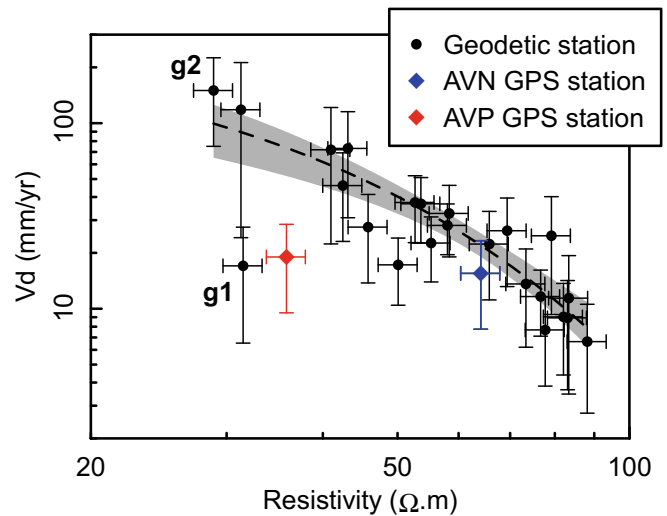 Geodetic station
AVN GPS station
AVP GPS station
g2
g1
100
10
Vd (mm/yr)
20
50
100
Resistivity (Ω.m)